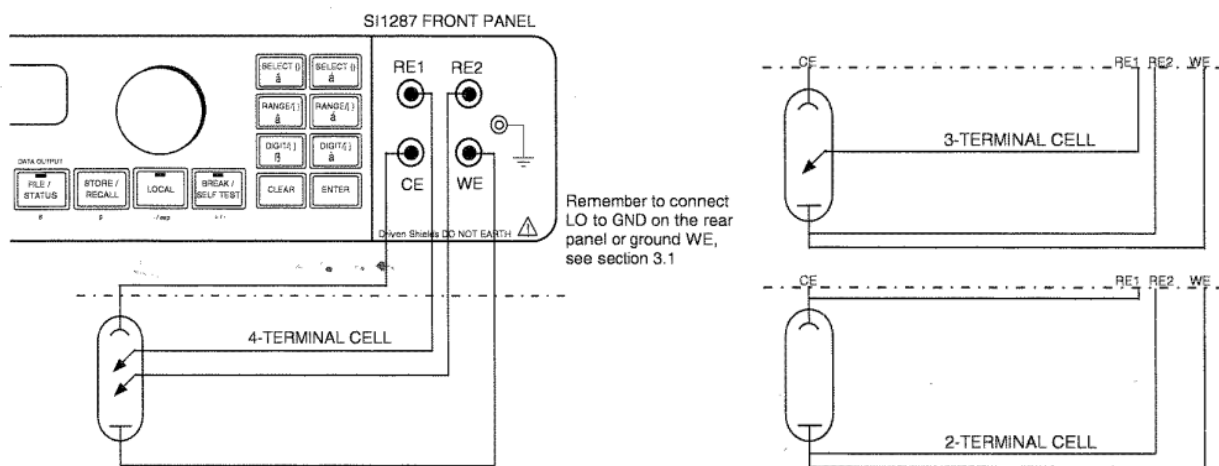 SI1287 FRONT PANEL
SELECT
SELECT
RE1
RE2
RANGE/
RANGE/
DIGIT/
DIGIT/
DATA OUTPUT
FILE / STATUS
STORE / RECALL
LOCAL
BREAK / SELF TEST
CLEAR
ENTER
CE
WE
Driven Shields DO NOT EARTH
Remember to connect
LO to GND on the rear
panel or ground WE,
see section 3.1
4-TERMINAL CELL
CE
RE1
RE2
WE
3-TERMINAL CELL
CE
RE1
RE2
WE
2-TERMINAL CELL